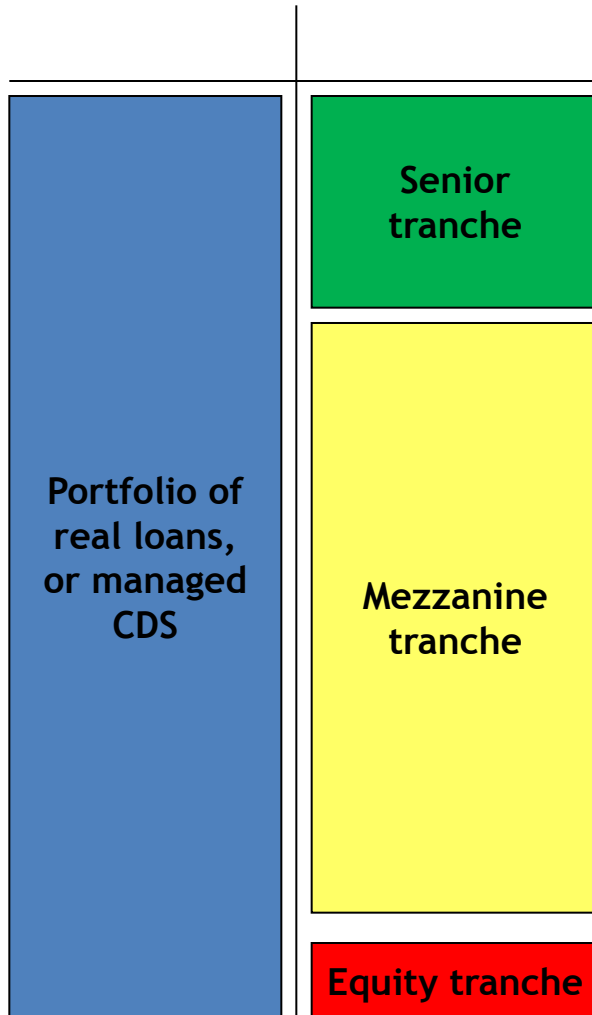 Portfolio of
real loans,
or managed
CDS
Senior
tranche
Mezzanine
tranche
Equity tranche